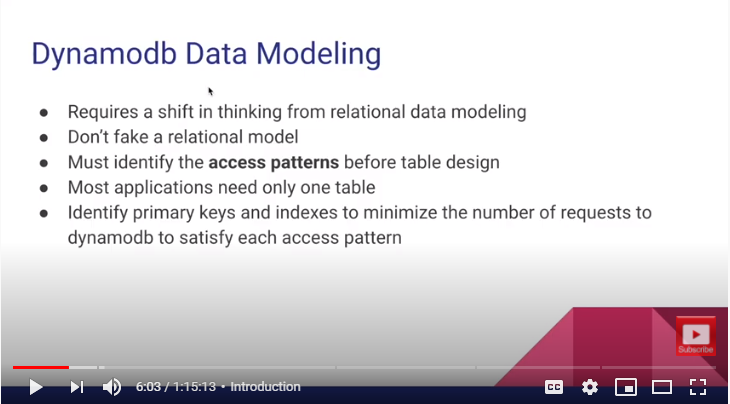 Dynamodb Data Modeling
● Requires a shift in thinking from relational data modeling
● Don't fake a relational model
● Must identify the access patterns before table design
● Most applications need only one table
● Identify primary keys and indexes to minimize the number of requests to
dynamodb to satisfy each access pattern
Subscribe
6:03 / 1:15:13 • Introduction
CC